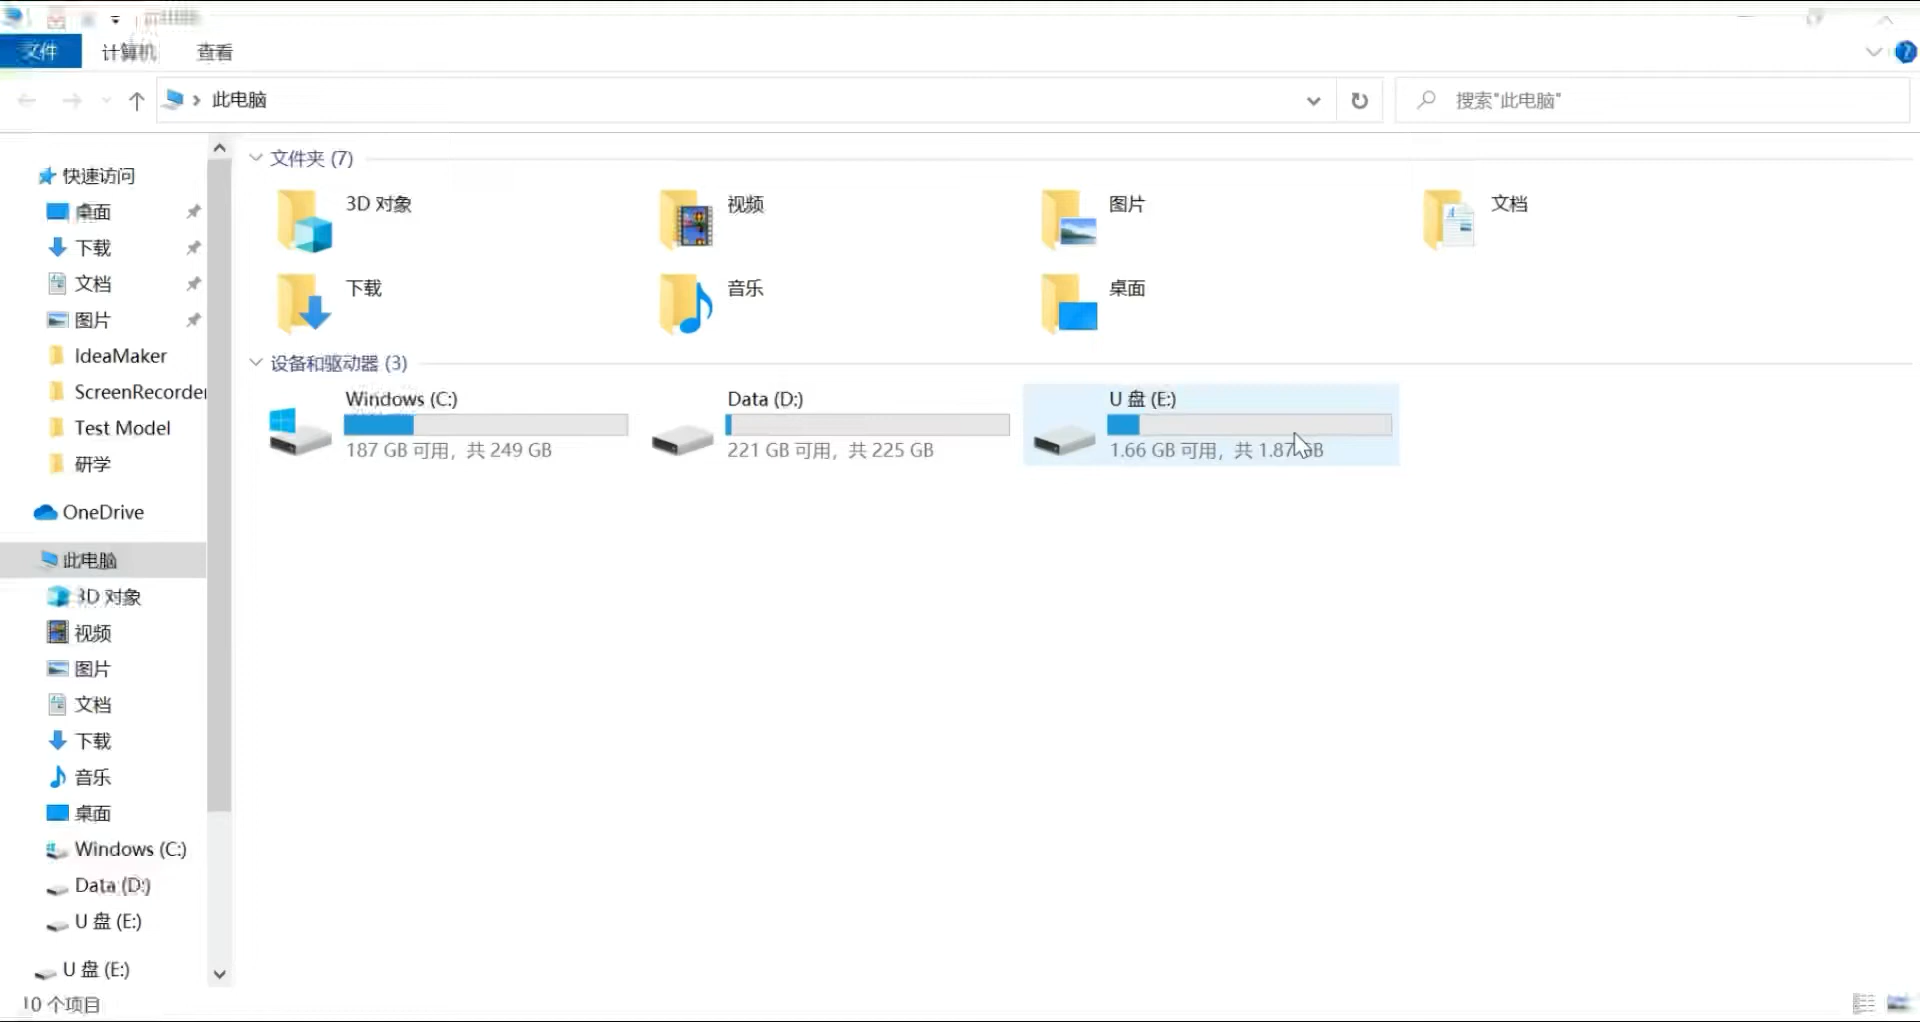 文件 计算机 查看
此电脑
搜索"此电脑"
快速访问
桌面
下载
文档
图片
IdeaMaker
ScreenRecorder
Test Model
研学
OneDrive
此电脑
3D 对象
视频
图片
文档
下载
音乐
桌面
Windows (C:)
Data (D:)
U 盘 (E:)
U 盘 (E:)
文件夹 (7)
3D 对象 视频 图片 文档
下载 音乐 桌面
设备和驱动器 (3)
Windows (C:)
187 GB 可用, 共 249 GB
Data (D:)
221 GB 可用, 共 225 GB
U 盘 (E:)
1.66 GB 可用, 共 1.87 GB
10 个项目